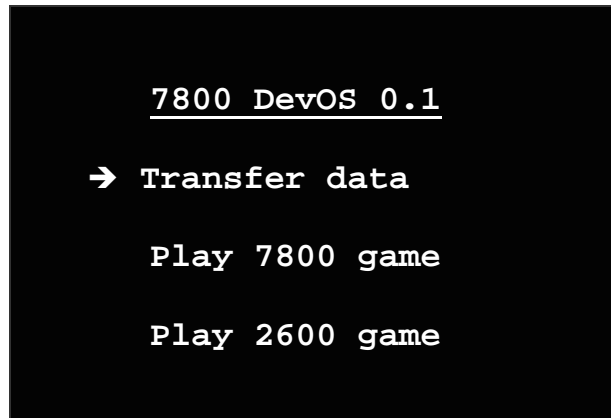 7800 DevOS 0.1
➔ Transfer data
Play 7800 game
Play 2600 game